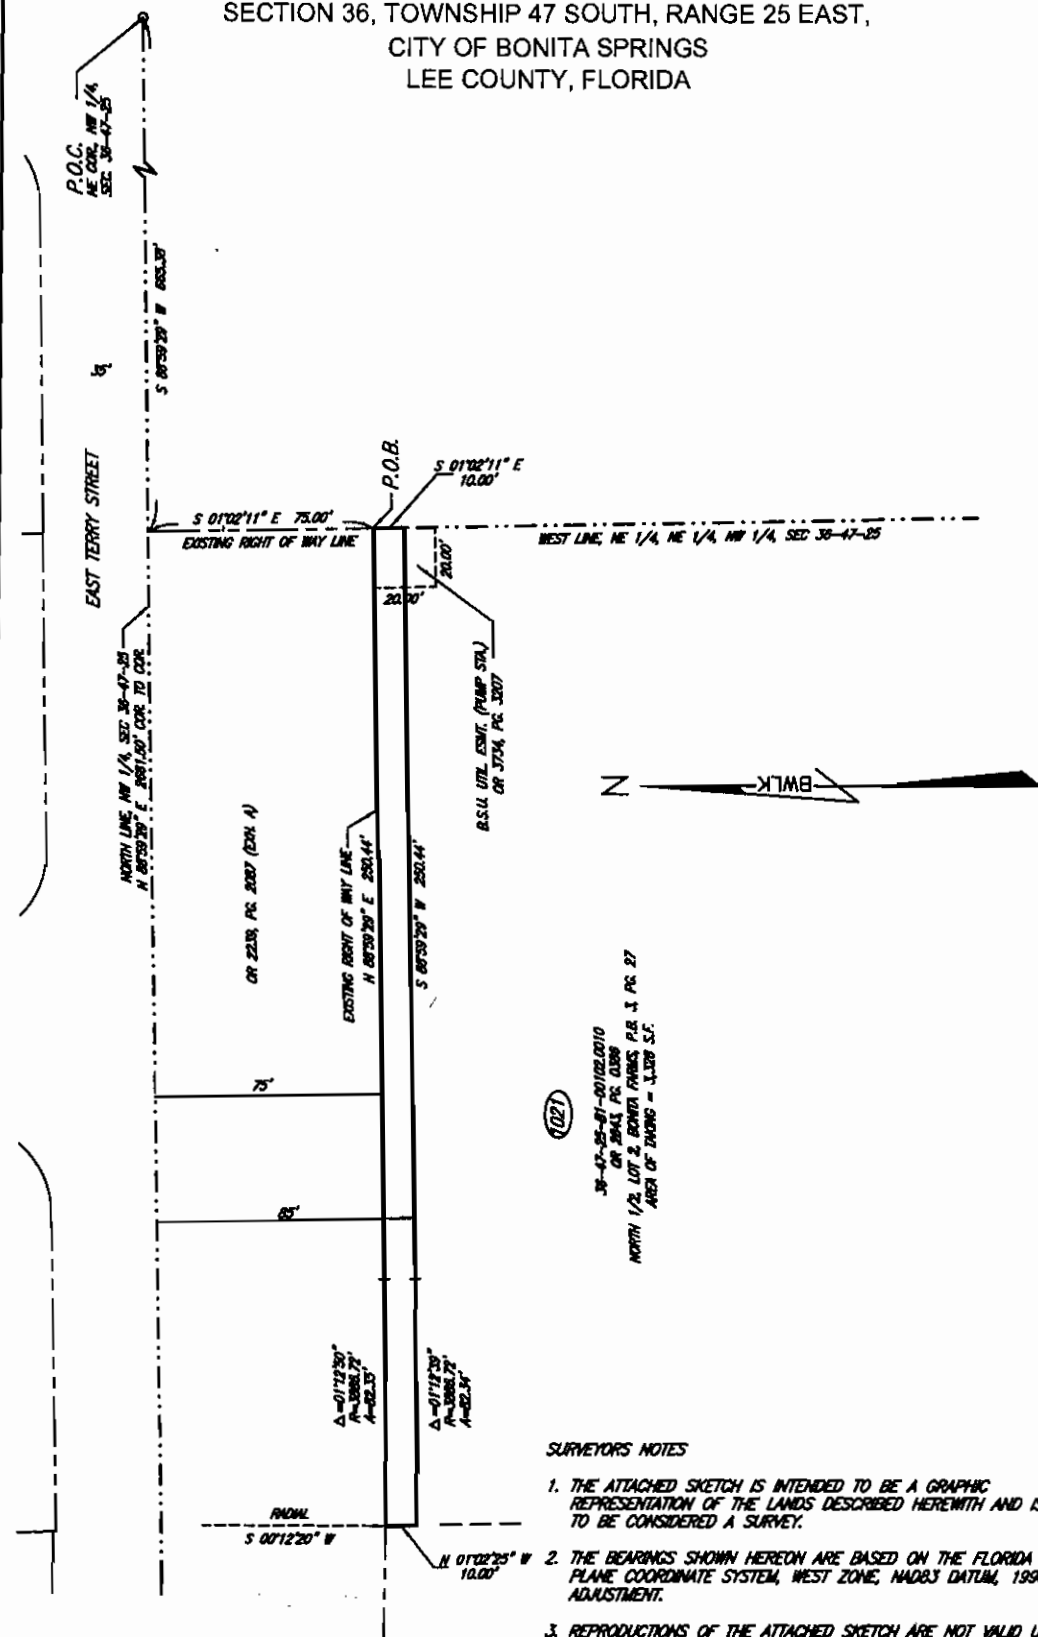 SECTION 36, TOWNSHIP 47 SOUTH, RANGE 25 EAST,
CITY OF BONITA SPRINGS
LEE COUNTY, FLORIDA
P.O.C.
NE COR., NW 1/4,
SEC 36-47-25
S 88°59'29" W 665.38'
EAST TERRY STREET
P.O.B.
S 01°02'11" E
10.00'
S 01°02'11" E 75.00'
EXISTING RIGHT OF WAY LINE
WEST LINE, NE 1/4, NE 1/4, NW 1/4, SEC 36-47-25
20.00'
20.00'
NORTH LINE, NW 1/4, SEC 36-47-25
N 88°59'29" E 2661.50' COR. TO COR.
B.S.U. UTIL. ESMT. (PUMP STA.)
OR 3734, PG. 3207
N
BWLK
OR 2239, PG. 2087 (EXH. A)
EXISTING RIGHT OF WAY LINE
N 88°59'29" E 250.44'
S 88°59'29" W 250.44'
75'
85'
1021
36-47-25-B1-00102.0010
OR 2843, PG. 0386
NORTH 1/2, LOT 2, BONITA FARMS, P.B. 3, PG. 27
AREA OF TAKING = 3,328 S.F.
Δ=01°12'50"
A=82.35'
Δ=01°12'39"
A=82.34'
RADIAL
S 00°12'20" W
N 01°02'25" W
10.00'
SURVEYORS NOTES
1. THE ATTACHED SKETCH IS INTENDED TO BE A GRAPHIC
REPRESENTATION OF THE LANDS DESCRIBED HEREWITH AND IS
TO BE CONSIDERED A SURVEY.
2. THE BEARINGS SHOWN HEREON ARE BASED ON THE FLORIDA
PLANE COORDINATE SYSTEM, WEST ZONE, NAD83 DATUM, 199
ADJUSTMENT.
3. REPRODUCTIONS OF THE ATTACHED SKETCH ARE NOT VALID